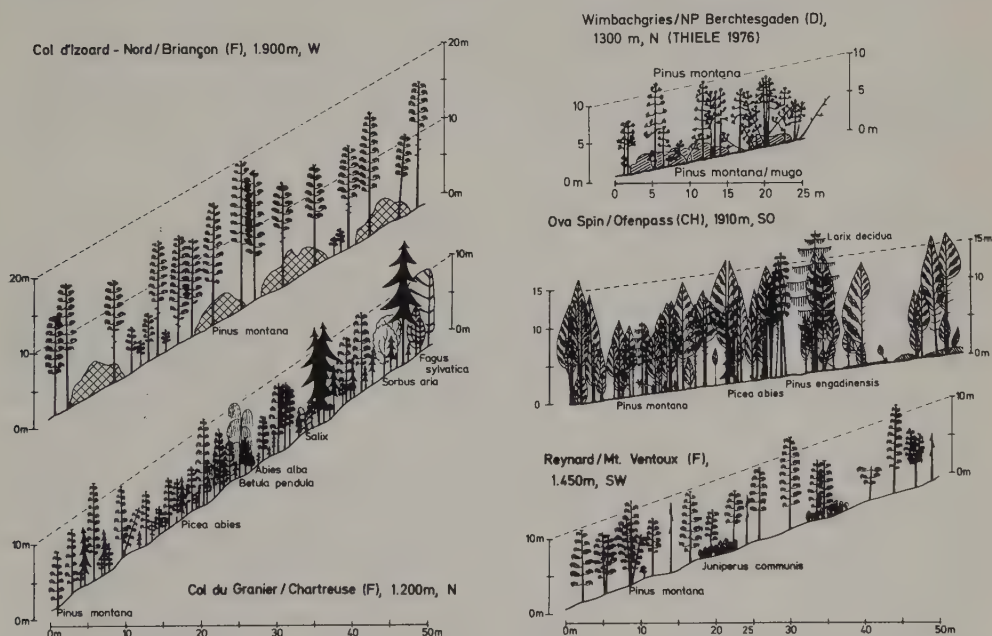 Col d'Izoard - Nord/Briançon (F), 1.900m, W
20m
10
0m
20m
10
0m
Pinus montana
10m
0m
Fagus
sylvatica
Sorbus aria
Salix
Abies alba
Betula pendula
Picea abies
10m
0m
Pinus montana
Col du Granier/Chartreuse (F), 1.200m, N
0m 10 20 30 40 50m
Wimbachgries/NP Berchtesgaden (D),
1300 m, N (THIELE 1976)
Pinus montana
10
5
0 m
10
5
0 m
Pinus montana/mugo
0 5 10 15 20 25 m
Ova Spin/Ofenpass (CH), 1910m, SO
Larix decidua
15m
10
0m
15
10
0
Pinus engadinensis
Picea abies
Pinus montana
Reynard/Mt. Ventoux (F),
1.450m, SW
10m
0m
10m
0m
Juniperus communis
Pinus montana
0m 10 20 30 50m